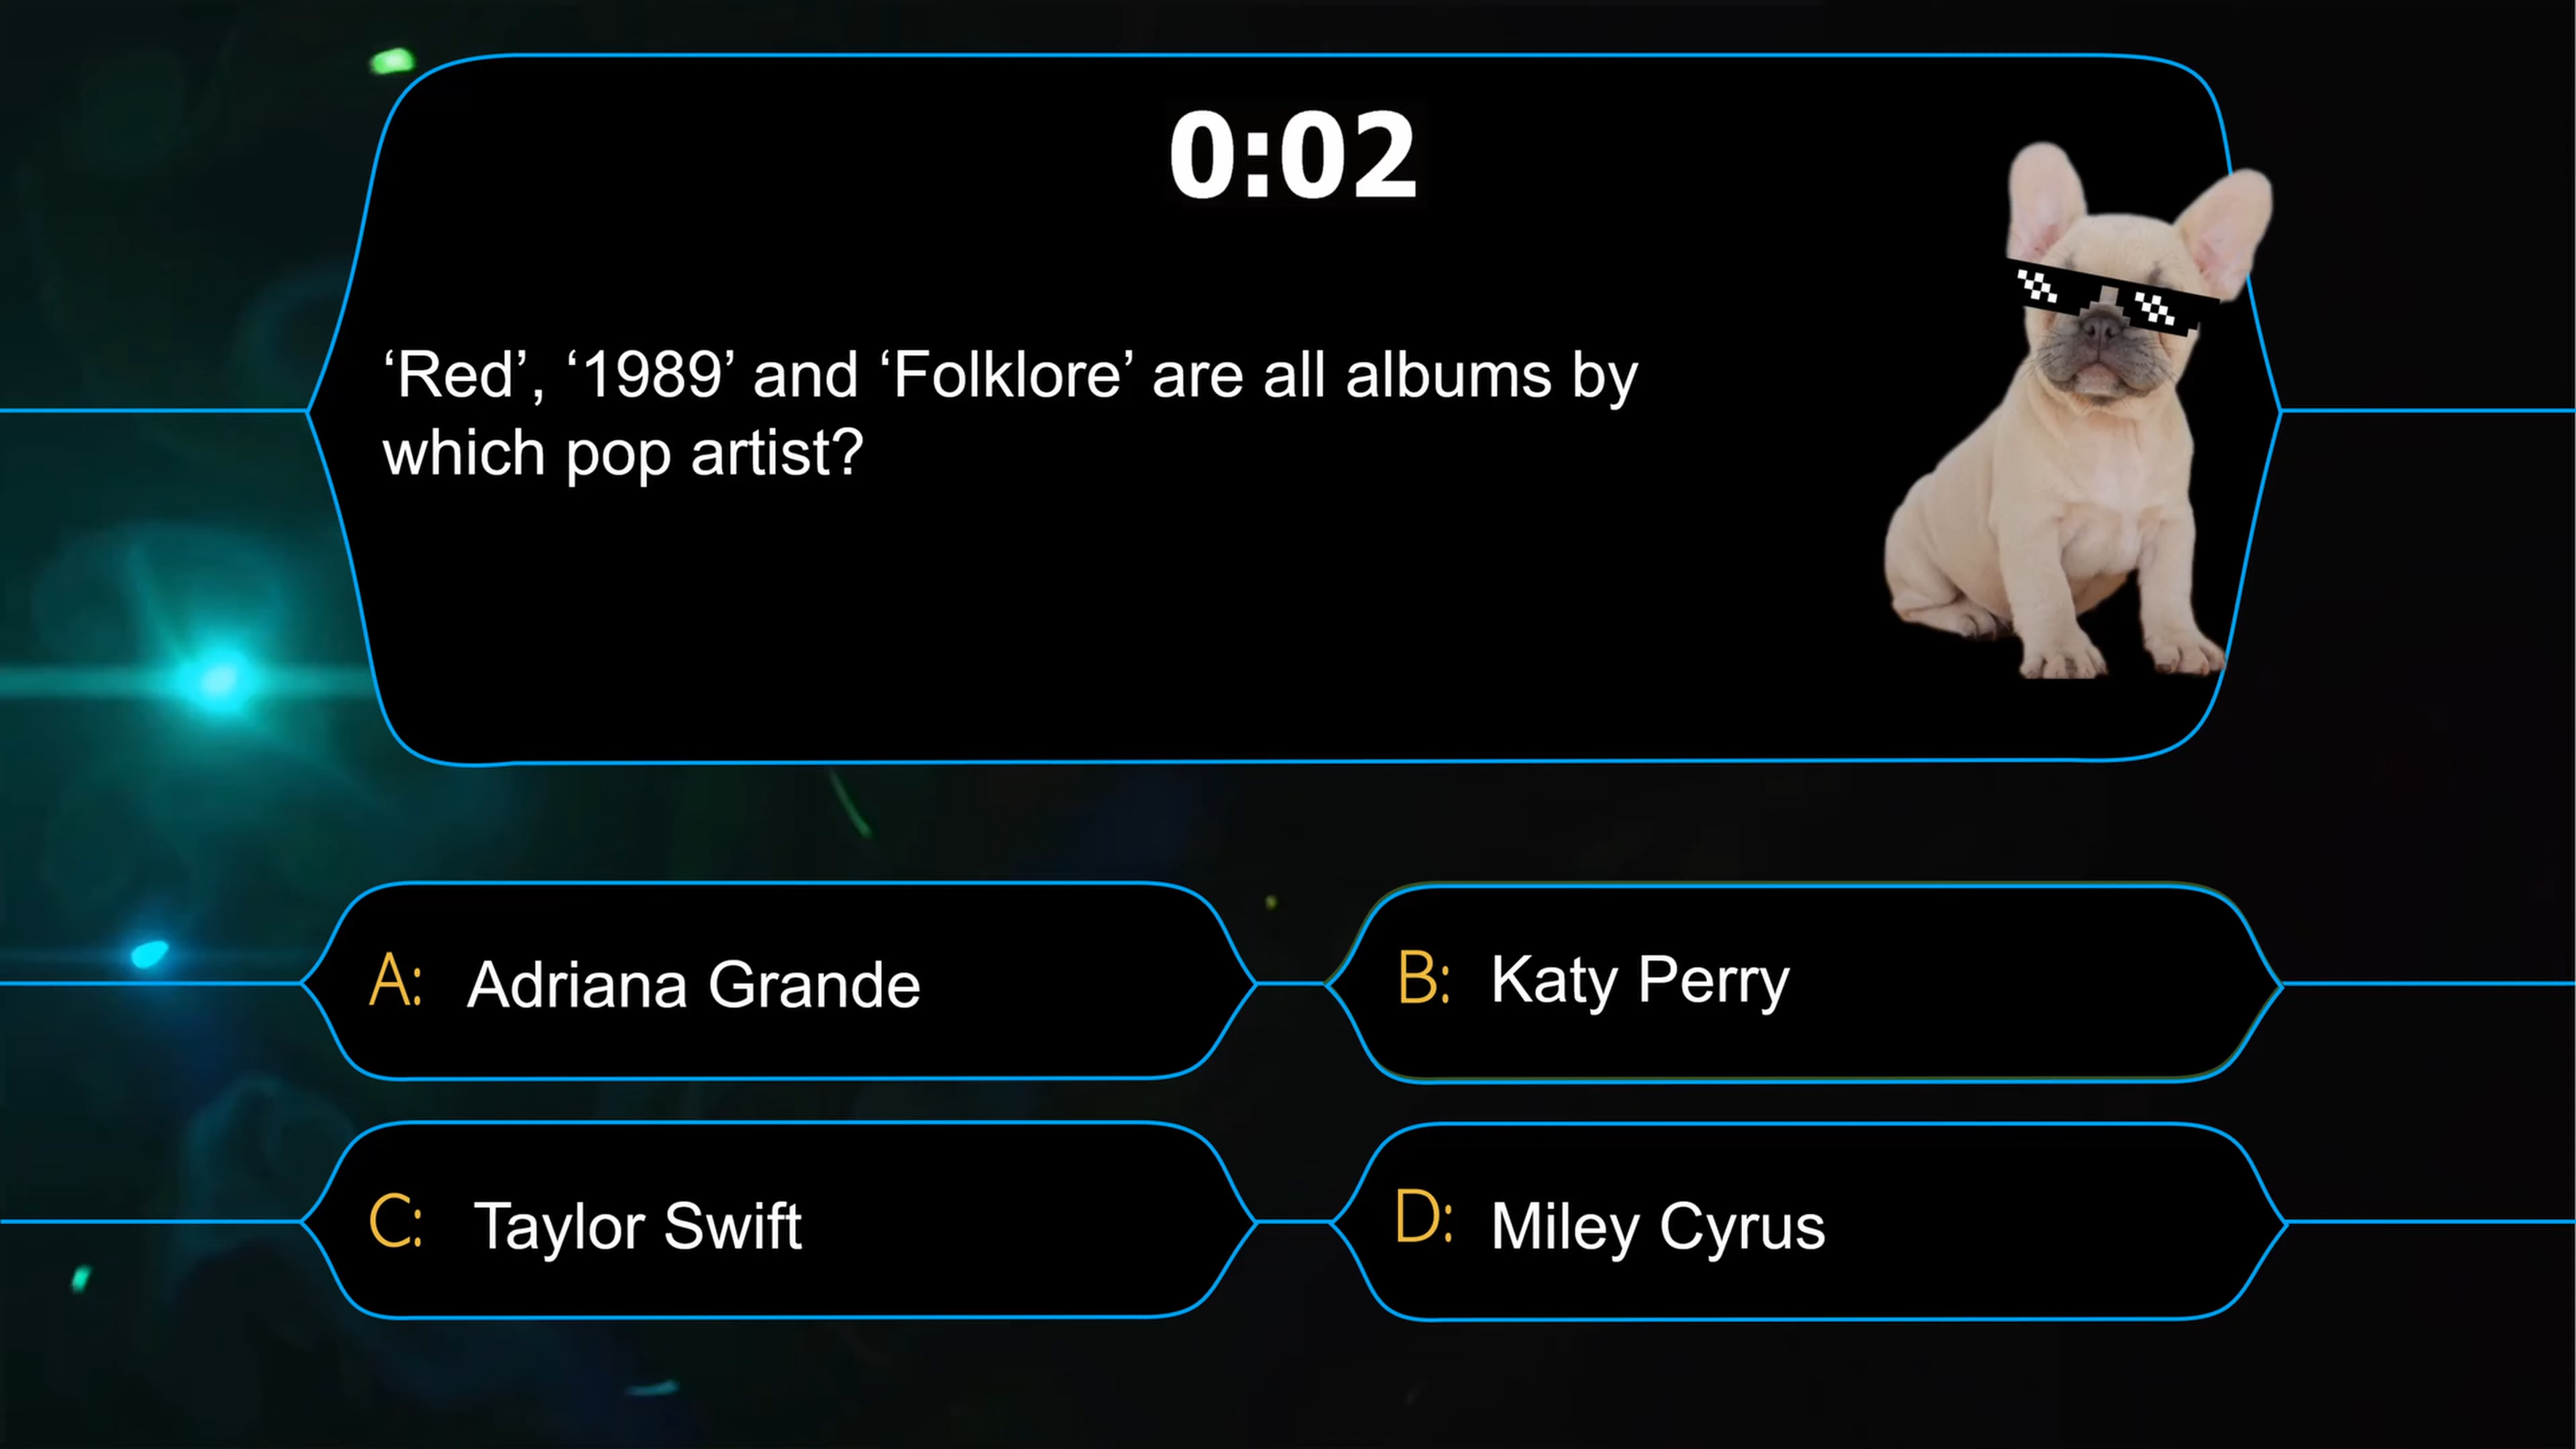 0:02
‘Red’, ‘1989’ and ‘Folklore’ are all albums by
which pop artist?
A: Adriana Grande
B: Katy Perry
C: Taylor Swift
D: Miley Cyrus